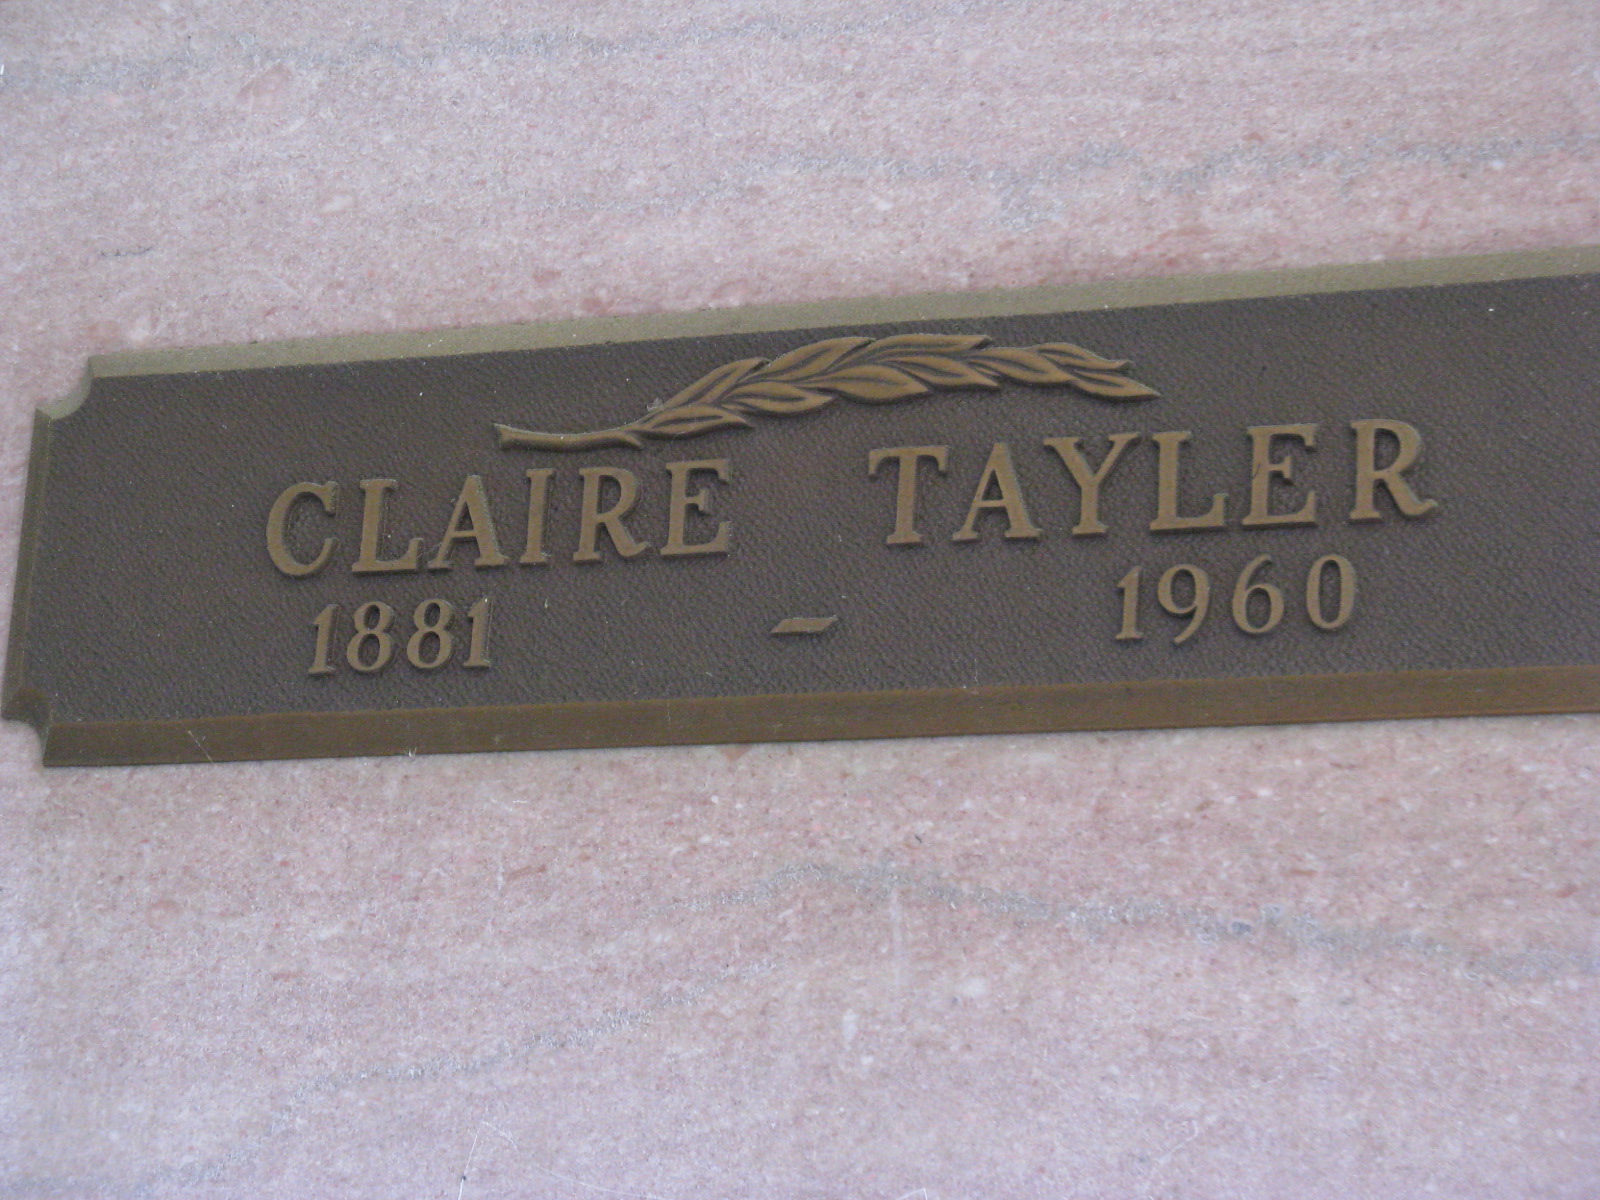 CLAIRE TAYLER
1881 - 1960